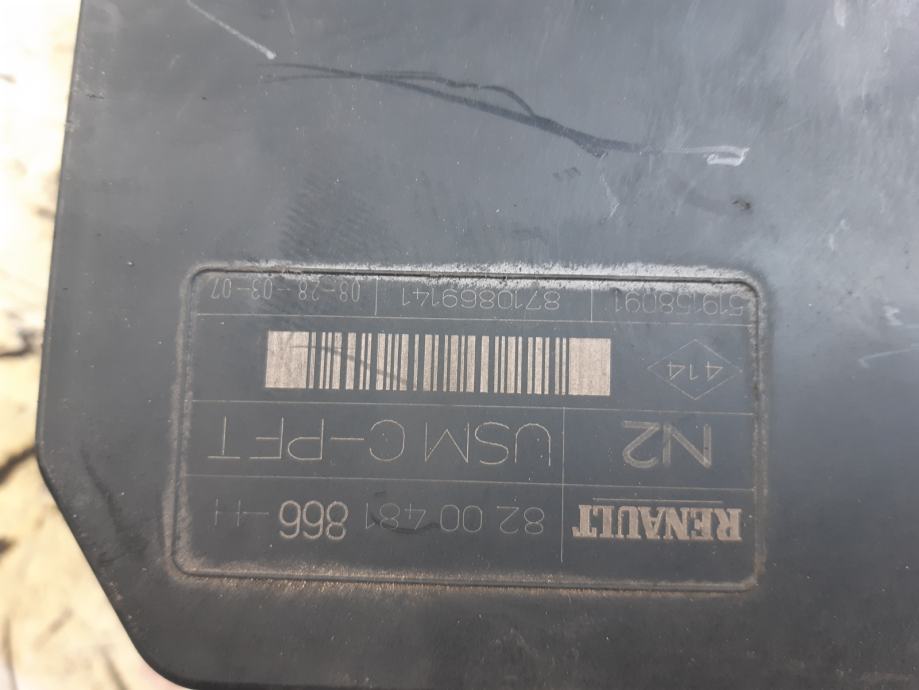 RENAULT 82 00 481 866 -H
N2 USM C-PFT
414
519158091 8710869141 08-28-03-07